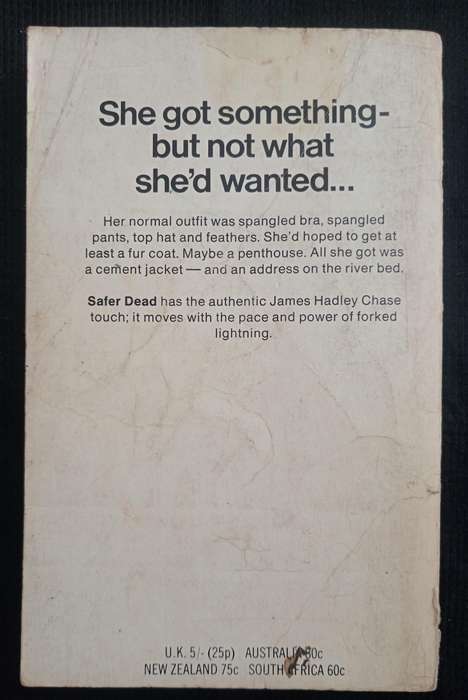 She got something-
but not what
she'd wanted...
Her normal outfit was spangled bra, spangled
pants, top hat and feathers. She'd hoped to get at
least a fur coat. Maybe a penthouse. All she got was
a cement jacket — and an address on the river bed.
Safer Dead has the authentic James Hadley Chase
touch; it moves with the pace and power of forked
lightning.
U.K. 5/- (25p) AUSTRALIA
NEW ZEALAND 75c SOUTH AFRICA 60c